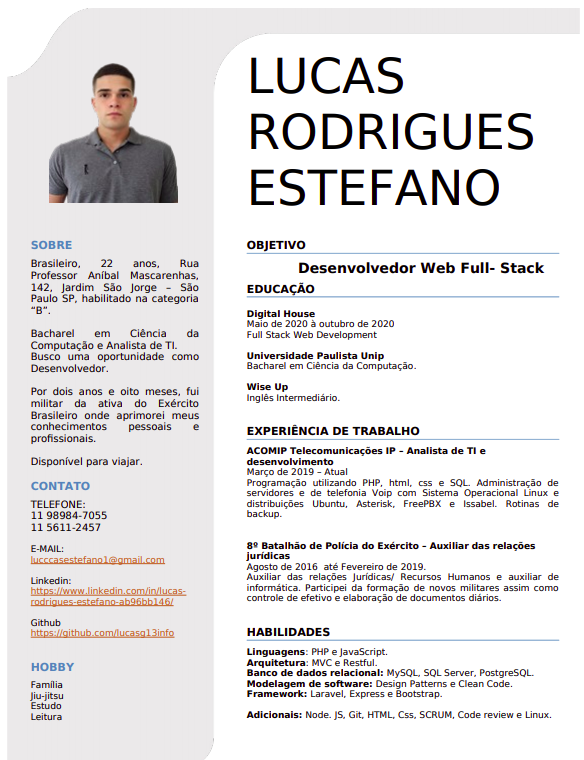 LUCAS
RODRIGUES
ESTEFANO
SOBRE
Brasileiro, 22 anos, Rua
Professor Aníbal Mascarenhas,
142, Jardim São Jorge – São
Paulo SP, habilitado na categoria
“B”.
Bacharel em Ciência da
Computação e Analista de TI.
Busco uma oportunidade como
Desenvolvedor.
Por dois anos e oito meses, fui
militar da ativa do Exército
Brasileiro onde aprimorei meus
conhecimentos pessoais e
profissionais.
Disponível para viajar.
CONTATO
TELEFONE:
11 98984-7055
11 5611-2457
E-MAIL:
lucccasestefano1@gmail.com
Linkedin:
https://www.linkedin.com/in/lucas-
rodrigues-estefano-ab96bb146/
Github
https://github.com/lucasg13info
HOBBY
Família
Jiu-jitsu
Estudo
Leitura
OBJETIVO
Desenvolvedor Web Full- Stack
EDUCAÇÃO
Digital House
Maio de 2020 à outubro de 2020
Full Stack Web Development
Universidade Paulista Unip
Bacharel em Ciência da Computação.
Wise Up
Inglês Intermediário.
EXPERIÊNCIA DE TRABALHO
ACOMIP Telecomunicações IP – Analista de TI e
desenvolvimento
Março de 2019 – Atual
Programação utilizando PHP, html, css e SQL. Administração de
servidores e de telefonia Voip com Sistema Operacional Linux e
distribuições Ubuntu, Asterisk, FreePBX e Issabel. Rotinas de
backup.
8º Batalhão de Polícia do Exército – Auxiliar das relações
jurídicas
Agosto de 2016 até Fevereiro de 2019.
Auxiliar das relações Jurídicas/ Recursos Humanos e auxiliar de
informática. Participei da formação de novos militares assim como
controle de efetivo e elaboração de documentos diários.
HABILIDADES
Linguagens: PHP e JavaScript.
Arquitetura: MVC e Restful.
Banco de dados relacional: MySQL, SQL Server, PostgreSQL.
Modelagem de software: Design Patterns e Clean Code.
Framework: Laravel, Express e Bootstrap.
Adicionais: Node. JS, Git, HTML, Css, SCRUM, Code review e Linux.